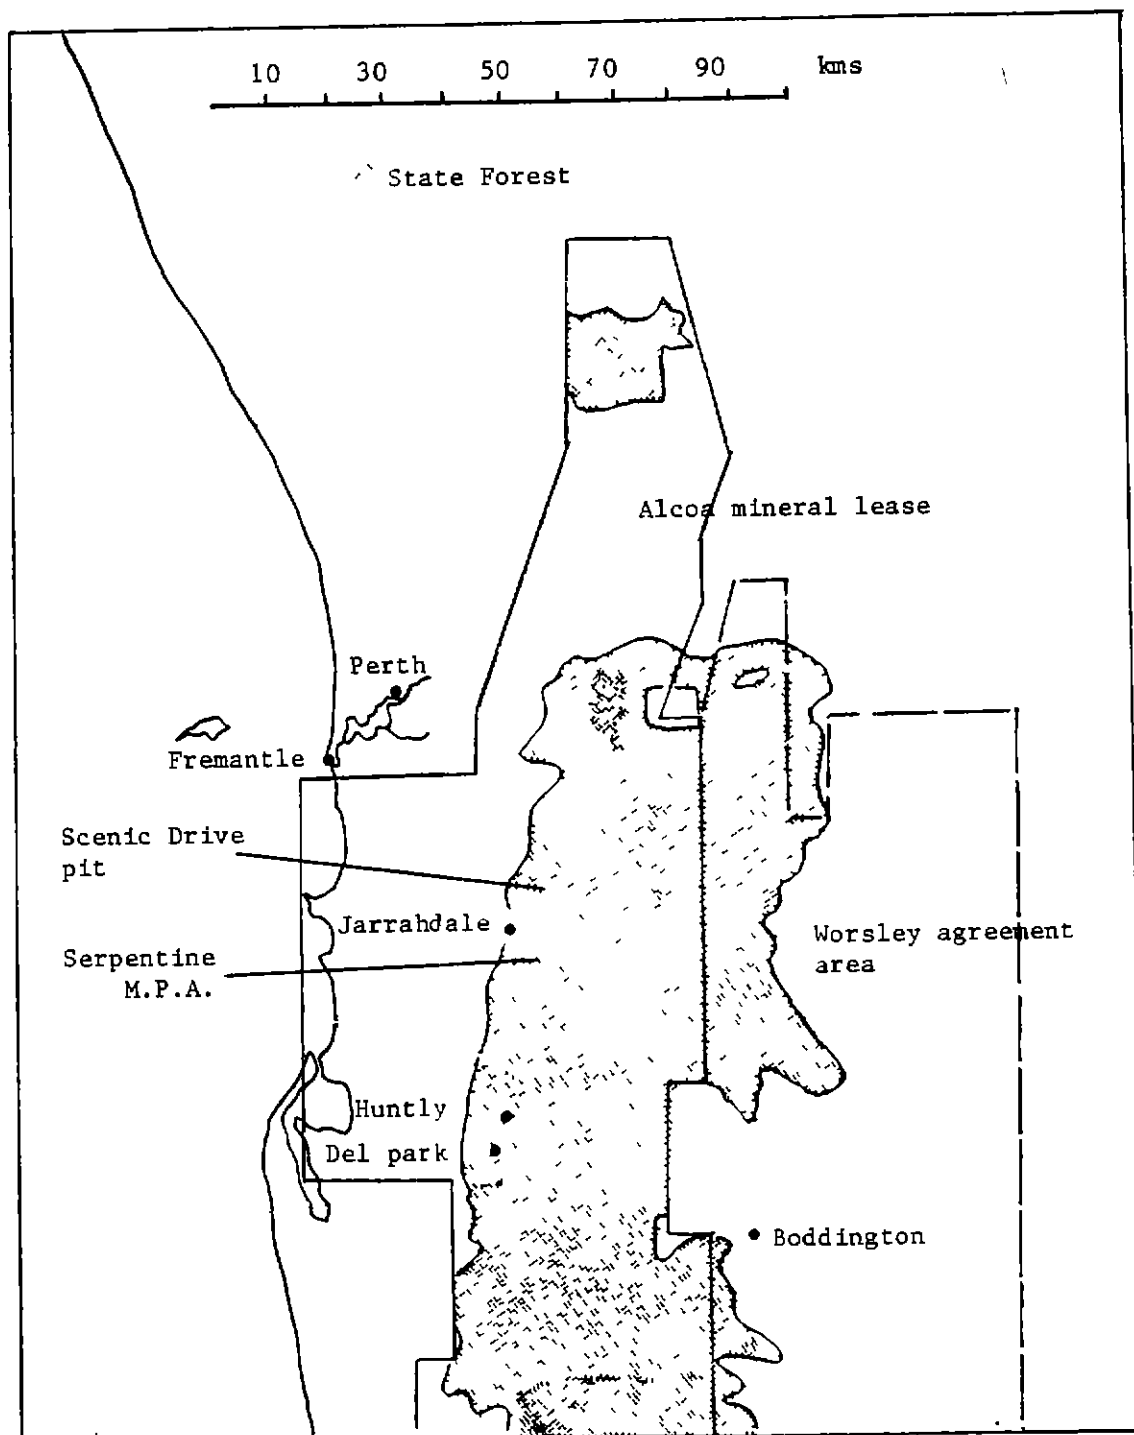 10 30 50 70 90 kms
State Forest
Alcoa mineral lease
Perth
Fremantle
Scenic Drive
pit
Jarrahdale
Worsley agreement
area
Serpentine
M.P.A.
Huntly
Del park
Boddington